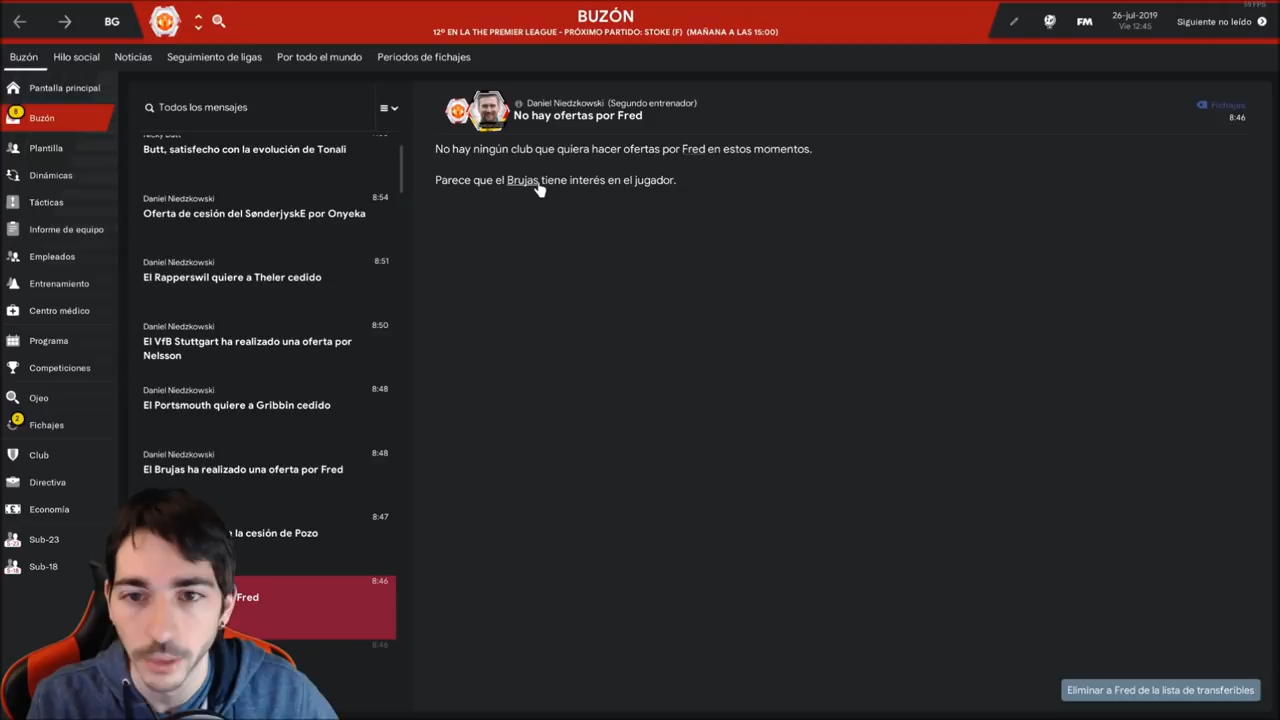 59 FPS
BG
BUZÓN
12º EN LA THE PREMIER LEAGUE - PRÓXIMO PARTIDO: STOKE (F) (MAÑANA A LAS 15:00)
FM
26-jul-2019
Vie 12:45
Siguiente no leído
Buzón
Hilo social
Noticias
Seguimiento de ligas
Por todo el mundo
Periodos de fichajes
Pantalla principal
8
Buzón
Plantilla
Dinámicas
Tácticas
Informe de equipo
Empleados
Entrenamiento
Centro médico
Programa
Competiciones
Ojeo
2
Fichajes
Club
Directiva
Economía
Sub-23
Sub-18
Todos los mensajes
Nicky Butt
Butt, satisfecho con la evolución de Tonali
Daniel Niedzkowski
8:54
Oferta de cesión del SønderjyskE por Onyeka
Daniel Niedzkowski
8:51
El Rapperswil quiere a Theler cedido
Daniel Niedzkowski
8:50
El VfB Stuttgart ha realizado una oferta por
Nelsson
Daniel Niedzkowski
8:48
El Portsmouth quiere a Gribbin cedido
Daniel Niedzkowski
8:48
El Brujas ha realizado una oferta por Fred
8:47
la cesión de Pozo
8:46
Fred
8:46
Daniel Niedzkowski (Segundo entrenador)
No hay ofertas por Fred
Fichajes
8:46
No hay ningún club que quiera hacer ofertas por Fred en estos momentos.
Parece que el Brujas tiene interés en el jugador.
Eliminar a Fred de la lista de transferibles